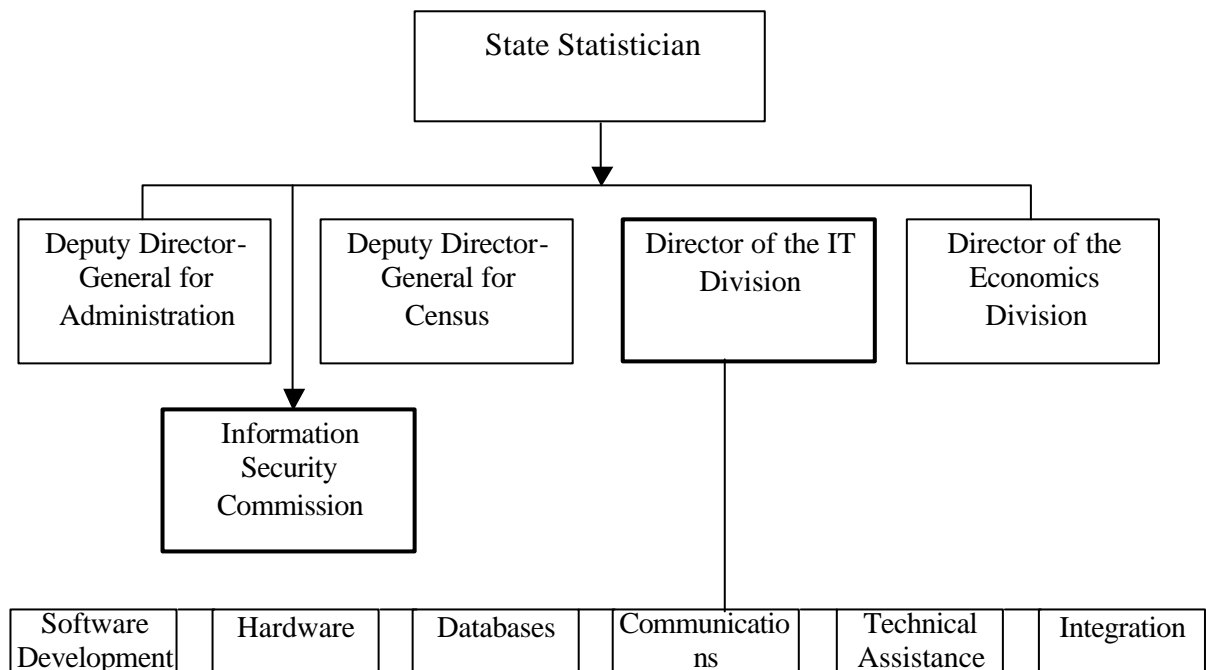 State Statistician
Deputy Director-
General for
Administration
Deputy Director-
General for
Census
Director of the IT
Division
Director of the
Economics
Division
Information
Security
Commission
Software
Development
Hardware
Databases
Communicatio
ns
Technical
Assistance
Integration